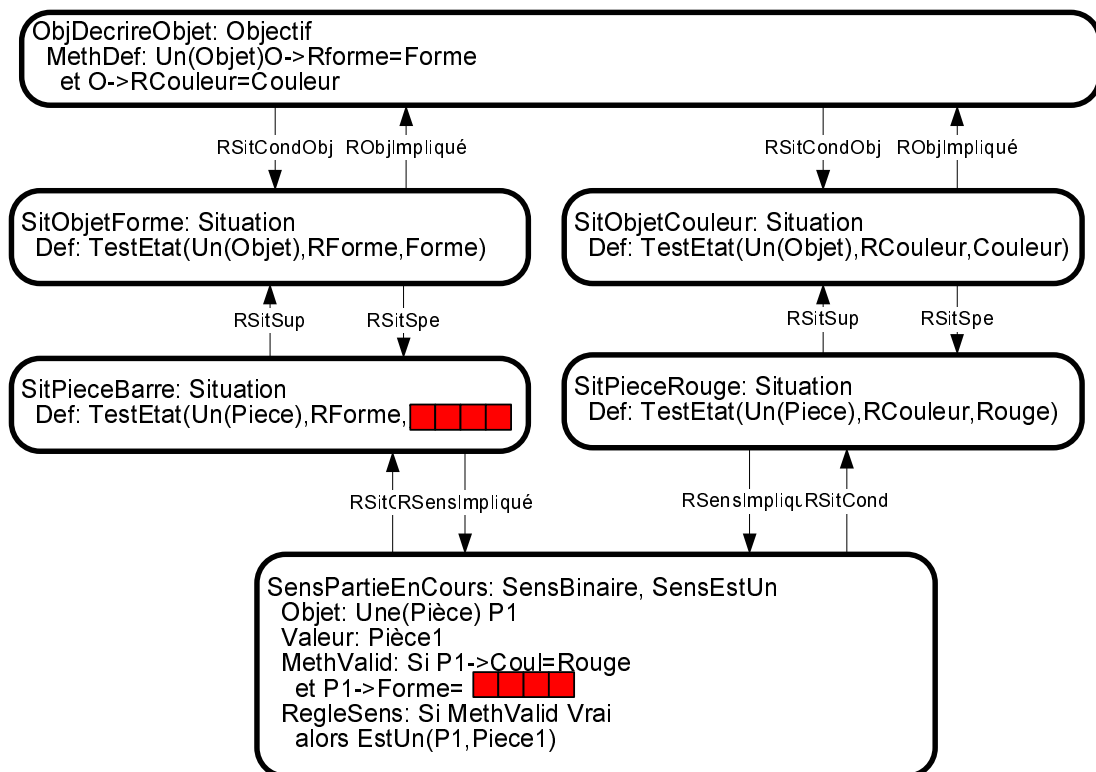 ObjDecrireObjet: Objectif
MethDef: Un(Objet)O->Rforme=Forme
et O->RCouleur=Couleur
RSitCondObj
RObjImpliqué
RSitCondObj
RObjImpliqué
SitObjetForme: Situation
Def: TestEtat(Un(Objet),RForme,Forme)
SitObjetCouleur: Situation
Def: TestEtat(Un(Objet),RCouleur,Couleur)
RSitSup
RSitSpe
RSitSup
RSitSpe
SitPieceBarre: Situation
Def: TestEtat(Un(Piece),RForme,
SitPieceRouge: Situation
Def: TestEtat(Un(Piece),RCouleur,Rouge)
RSensImpliqué
RSitCond
SensPartieEnCours: SensBinaire, SensEstUn
Objet: Une(Pièce) P1
Valeur: Pièce1
MethValid: Si P1->Coul=Rouge
et P1->Forme=
RegleSens: Si MethValid Vrai
alors EstUn(P1,Piece1)